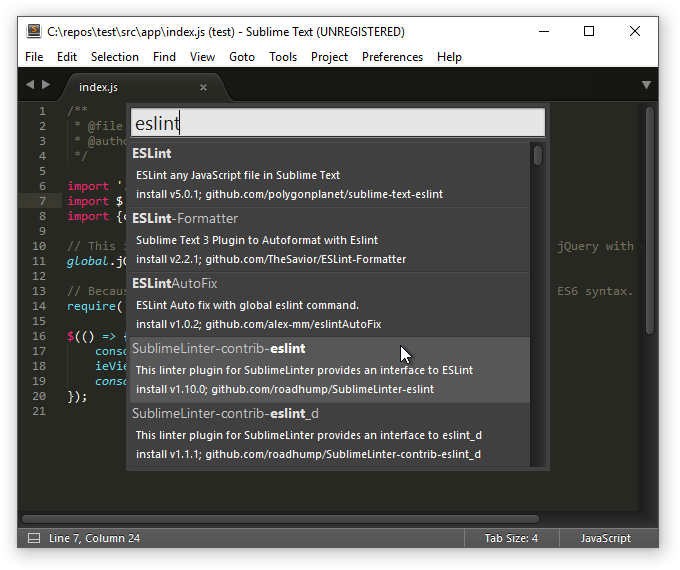 C:\repos\test\src\app\index.js (test) - Sublime Text (UNREGISTERED)
File Edit Selection Find View Goto Tools Project Preferences Help
index.js
eslint
ESLint
ESLint any JavaScript file in Sublime Text
install v5.0.1; github.com/polygonplanet/sublime-text-eslint
ESLint-Formatter
Sublime Text 3 Plugin to Autoformat with Eslint
install v2.2.1; github.com/TheSavior/ESLint-Formatter
ESLintAutoFix
ESLint Auto fix with global eslint command.
install v1.0.2; github.com/alex-mm/eslintAutoFix
SublimeLinter-contrib-eslint
This linter plugin for SublimeLinter provides an interface to ESLint
install v1.10.0; github.com/roadhump/SublimeLinter-eslint
SublimeLinter-contrib-eslint_d
This linter plugin for SublimeLinter provides an interface to eslint_d
install v1.1.1; github.com/roadhump/SublimeLinter-contrib-eslint_d
1 /**
2 * @file
3 * @autho
4 */
5
6 import '
7 import $
8 import {
9
10 // This i jQuery with
11 global.j
12
13 // Becaus ES6 syntax.
14 require(
15
16 $(() => {
17 conso
18 ieVie
19 conso
20 });
21
Line 7, Column 24 Tab Size: 4 JavaScript